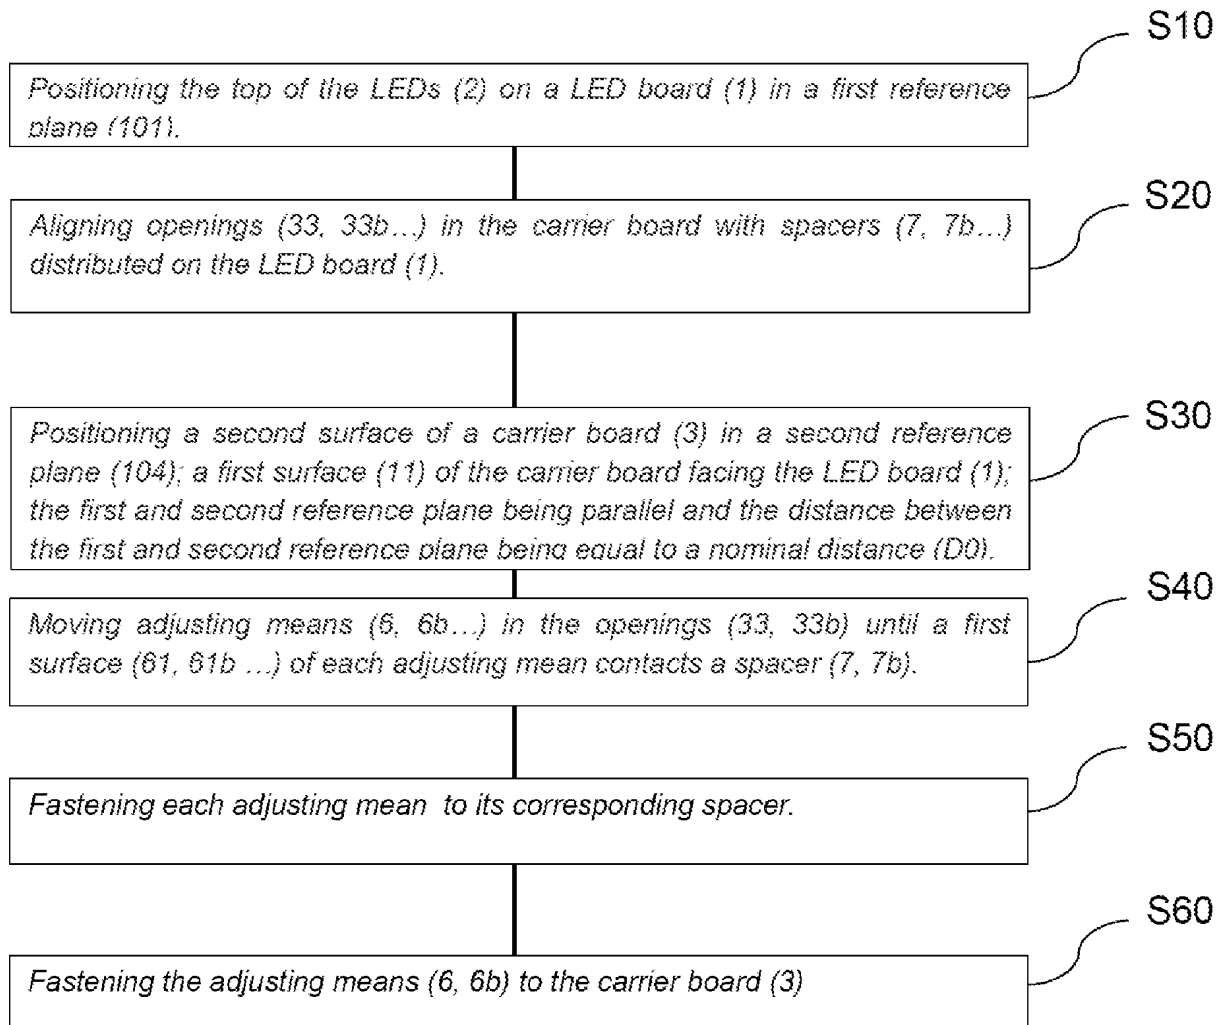 S10
Positioning the top of the LEDs (2) on a LED board (1) in a first reference
plane (101).
S20
Aligning openings (33, 33b...) in the carrier board with spacers (7, 7b...)
distributed on the LED board (1).
S30
Positioning a second surface of a carrier board (3) in a second reference
plane (104); a first surface (11) of the carrier board facing the LED board (1);
the first and second reference plane being parallel and the distance between
the first and second reference plane being equal to a nominal distance (D0).
S40
Moving adjusting means (6, 6b...) in the openings (33, 33b) until a first
surface (61, 61b ...) of each adjusting mean contacts a spacer (7, 7b).
S50
Fastening each adjusting mean  to its corresponding spacer.
S60
Fastening the adjusting means (6, 6b) to the carrier board (3)